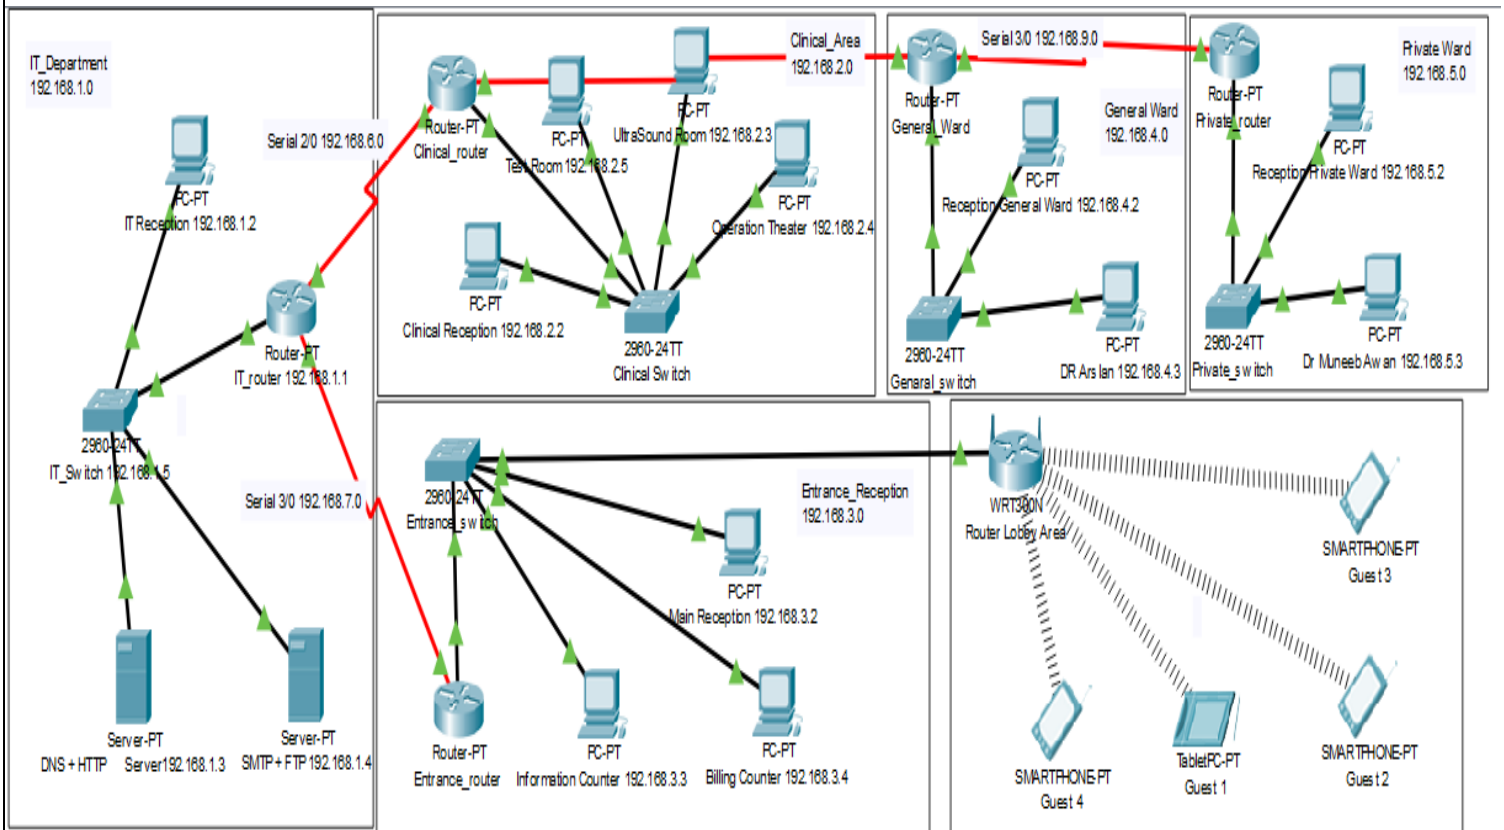 IT_Department
192.168.1.0
PC-PT
IT Reception 192.168.1.2
Serial 2/0 192.168.6.0
Router-PT
IT_router 192.168.1.1
2960-24TT
IT_Switch 192.168.1.5
Serial 3/0 192.168.7.0
Server-PT
DNS + HTTP Server192.168.1.3
Server-PT
SMTP+ FTP 192.168.1.4
Clinical_Area
192.168.2.0
Router-PT
Clinical_router
PC-PT
Test Room 192.168.2.5
PC-PT
UltraSound Room 192.168.2.3
PC-PT
Operation Theater 192.168.2.4
PC-PT
Clinical Reception 192.168.2.2
2960-24TT
Clinical Switch
Serial 3/0 192.168.9.0
Router-PT
General_Ward
General Ward
192.168.4.0
PC-PT
Reception General Ward 192.168.4.2
2960-24TT
Genaral_switch
PC-PT
DR Arslan 192.168.4.3
Private Ward
192.168.5.0
Router-PT
Private_router
PC-PT
Reception Private Ward 192.168.5.2
2960-24TT
Private_switch
PC-PT
Dr Muneeb Awan 192.168.5.3
2960-24TT
Entrance_switch
Entrance_Reception
192.168.3.0
PC-PT
Main Reception 192.168.3.2
Router-PT
Entrance_router
PC-PT
Information Counter 192.168.3.3
PC-PT
Billing Counter 192.168.3.4
WRT300N
Router Lobby Area
SMARTPHONE-PT
Guest 3
SMARTPHONE-PT
Guest 4
TabletPC-PT
Guest 1
SMARTPHONE-PT
Guest 2